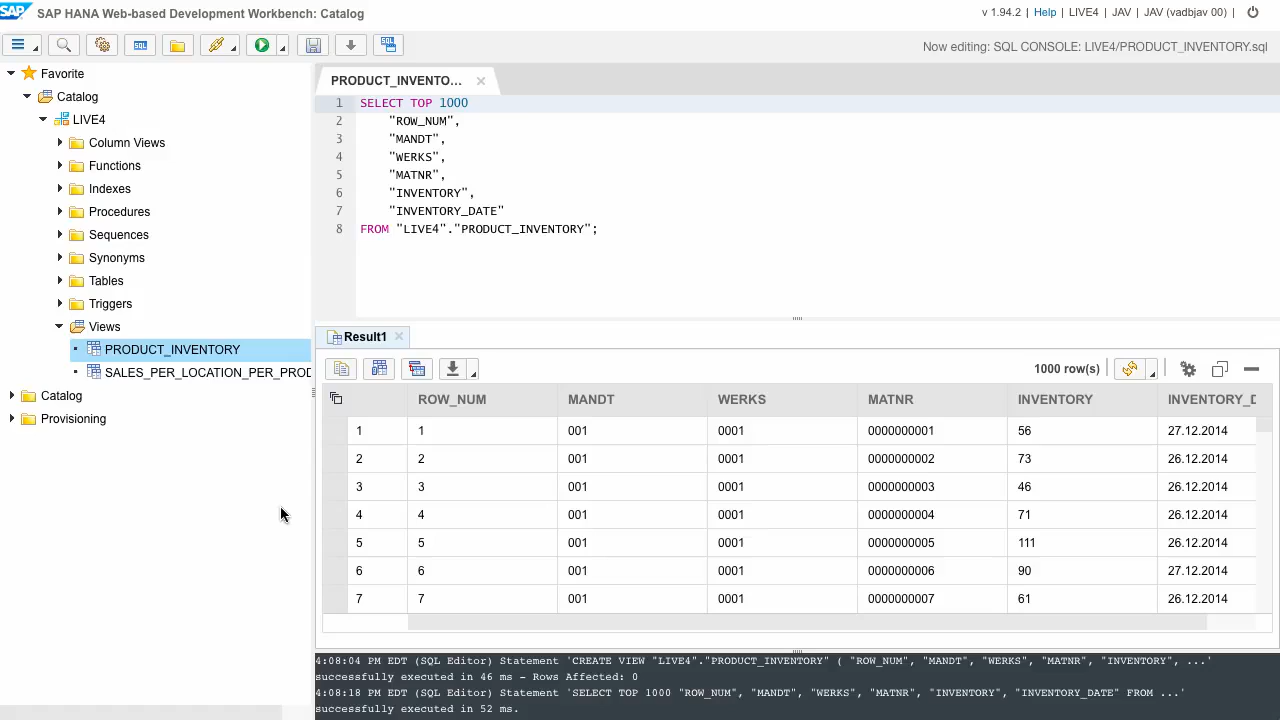 SAP SAP HANA Web-based Development Workbench: Catalog
v 1.94.2 | Help | LIVE4 | JAV | JAV (vadbjav 00) |
SQL SQL
Now editing: SQL CONSOLE: LIVE4/PRODUCT_INVENTORY.sql
Favorite
Catalog
LIVE4
Column Views
Functions
Indexes
Procedures
Sequences
Synonyms
Tables
Triggers
Views
PRODUCT_INVENTORY
SALES_PER_LOCATION_PER_PROD
Catalog
Provisioning
PRODUCT_INVENTO...
1 SELECT TOP 1000
2 "ROW_NUM",
3 "MANDT",
4 "WERKS",
5 "MATNR",
6 "INVENTORY",
7 "INVENTORY_DATE"
8 FROM "LIVE4"."PRODUCT_INVENTORY";
Result1
1000 row(s)
ROW_NUM MANDT WERKS MATNR INVENTORY INVENTORY_D
1 1 001 0001 0000000001 56 27.12.2014
2 2 001 0001 0000000002 73 26.12.2014
3 3 001 0001 0000000003 46 26.12.2014
4 4 001 0001 0000000004 71 26.12.2014
5 5 001 0001 0000000005 111 26.12.2014
6 6 001 0001 0000000006 90 27.12.2014
7 7 001 0001 0000000007 61 26.12.2014
4:08:04 PM EDT (SQL Editor) Statement 'CREATE VIEW "LIVE4"."PRODUCT_INVENTORY" ( "ROW_NUM", "MANDT", "WERKS", "MATNR", "INVENTORY", ...'
successfully executed in 46 ms - Rows Affected: 0
4:08:18 PM EDT (SQL Editor) Statement 'SELECT TOP 1000 "ROW_NUM", "MANDT", "WERKS", "MATNR", "INVENTORY", "INVENTORY_DATE" FROM ...'
successfully executed in 52 ms.